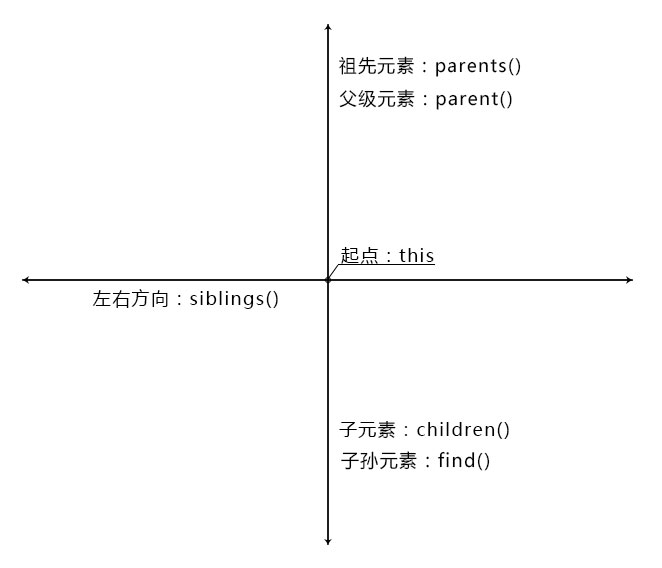 祖先元素：parents()
父级元素：parent()
起点：this
左右方向：siblings()
子元素：children()
子孙元素：find()